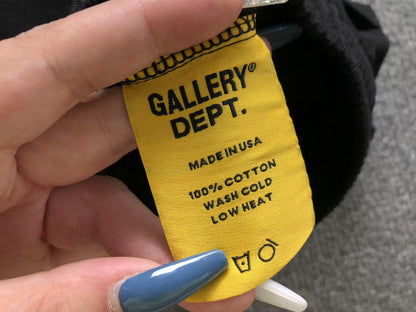 GALLERY®
DEPT.
MADE IN USA
100% COTTON
WASH COLD
LOW HEAT